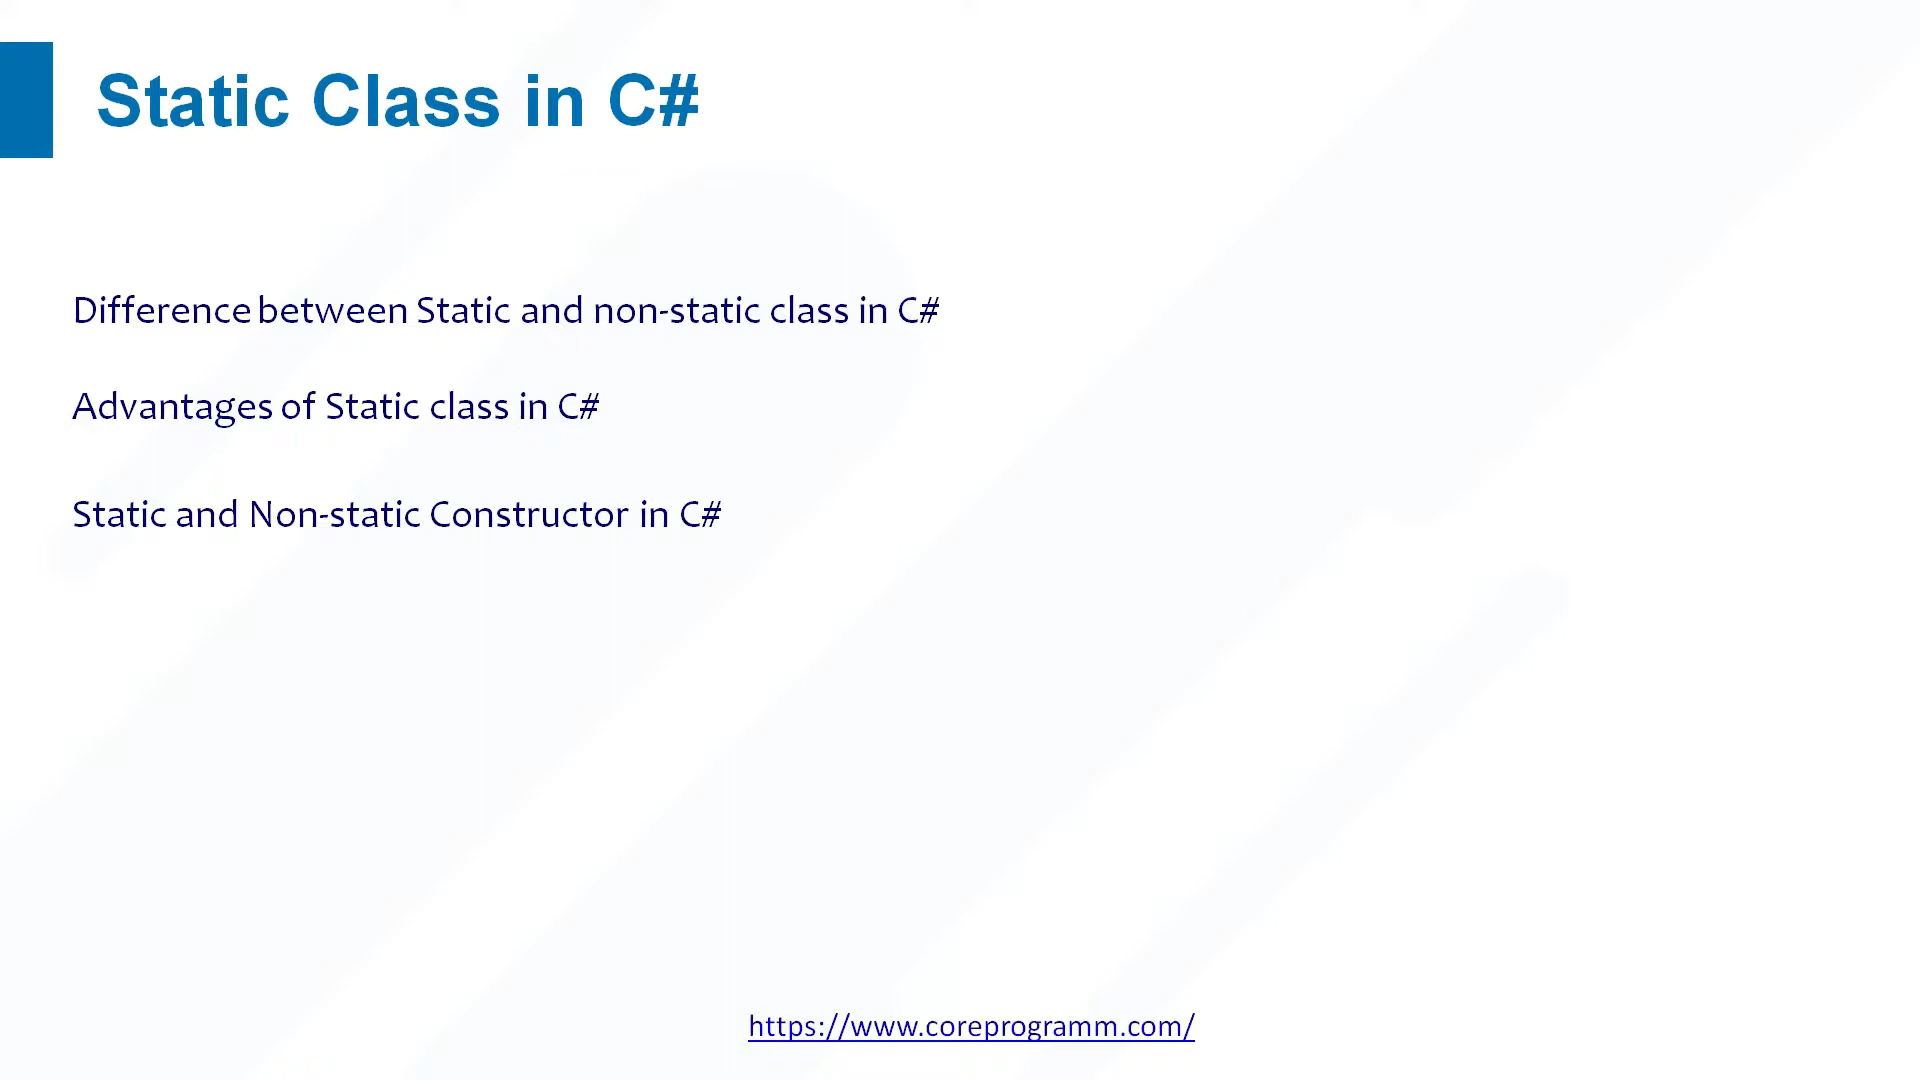 Static Class in C#
Difference between Static and non-static class in C#
Advantages of Static class in C#
Static and Non-static Constructor in C#
https://www.coreprogramm.com/